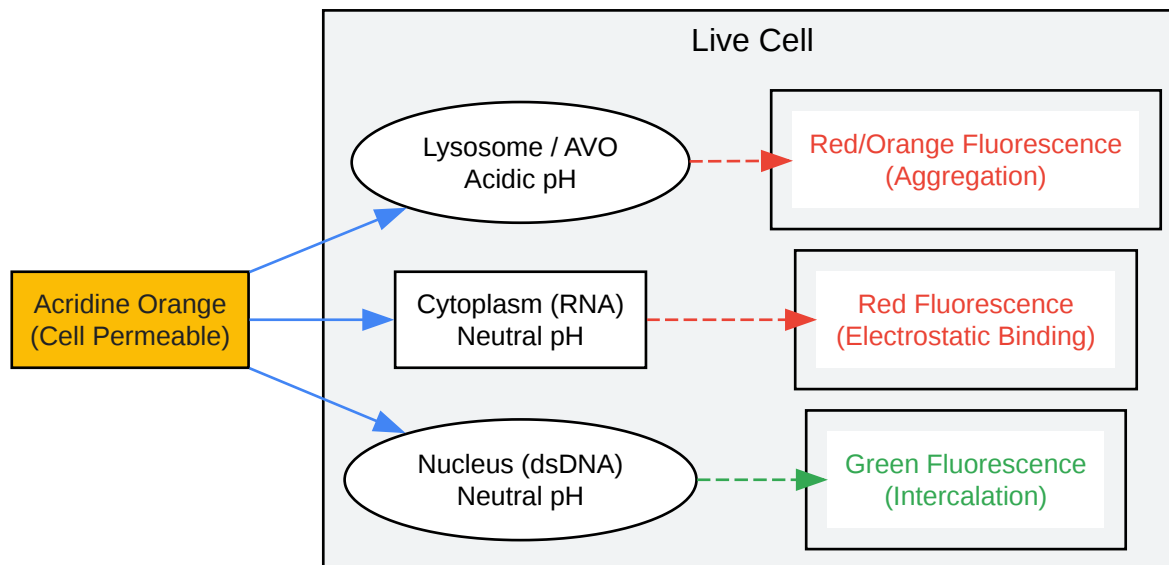 Live Cell
Lysosome / AVO
Acidic pH
Red/Orange Fluorescence
(Aggregation)
Acridine Orange
(Cell Permeable)
Cytoplasm (RNA)
Neutral pH
Red Fluorescence
(Electrostatic Binding)
Nucleus (dsDNA)
Neutral pH
Green Fluorescence
(Intercalation)